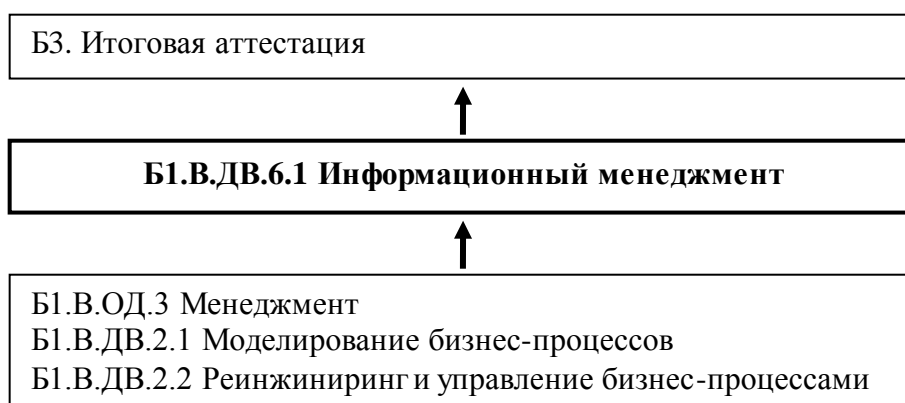 Б3. Итоговая аттестация
Б1.В.ДВ.6.1 Информационный менеджмент
Б1.В.ОД.3 Менеджмент
Б1.В.ДВ.2.1 Моделирование бизнес-процессов
Б1.В.ДВ.2.2 Реинжиниринг и управление бизнес-процессами